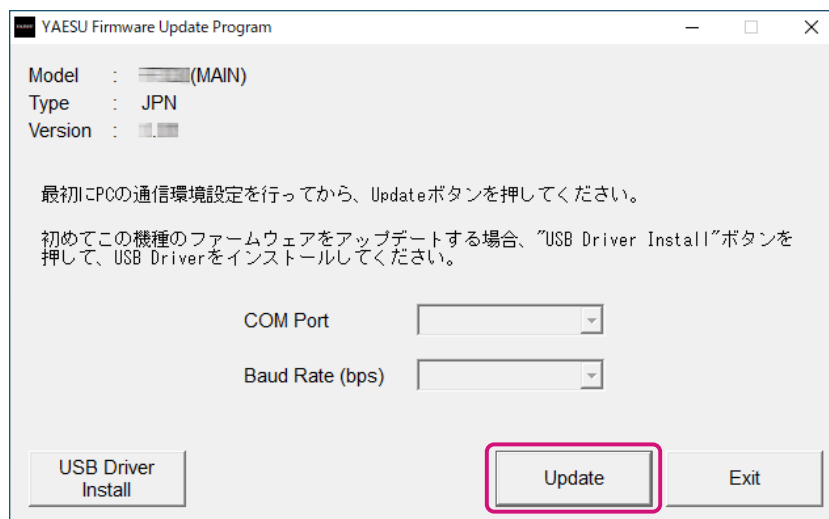 YAESU Firmware Update Program
Model : (MAIN)
Type : JPN
Version :
最初にPCの通信環境設定を行ってから、Updateボタンを押してください。
初めてこの機種のファームウェアをアップデートする場合、"USB Driver Install"ボタンを
押して、USB Driverをインストールしてください。
COM Port
Baud Rate (bps)
USB Driver
Install
Update
Exit